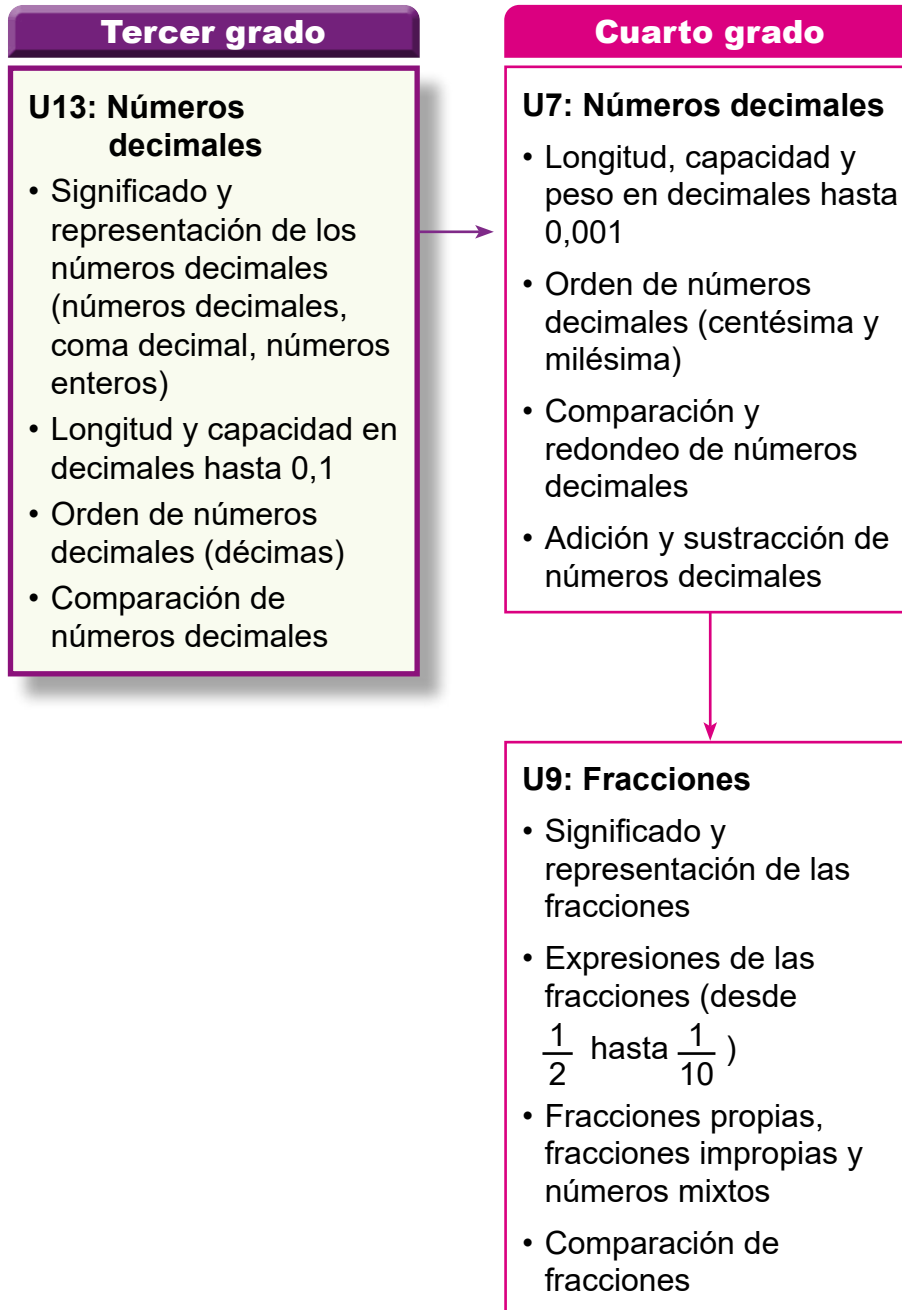 Tercer grado
U13: Números
decimales
• Significado y
representación de los
números decimales
(números decimales,
coma decimal, números
enteros)
• Longitud y capacidad en
decimales hasta 0,1
• Orden de números
decimales (décimas)
• Comparación de
números decimales
Cuarto grado
U7: Números decimales
• Longitud, capacidad y
peso en decimales hasta
0,001
• Orden de números
decimales (centésima y
milésima)
• Comparación y
redondeo de números
decimales
• Adición y sustracción de
números decimales
U9: Fracciones
• Significado y
representación de las
fracciones
• Expresiones de las
fracciones (desde
1/2 hasta 1/10 )
• Fracciones propias,
fracciones impropias y
números mixtos
• Comparación de
fracciones